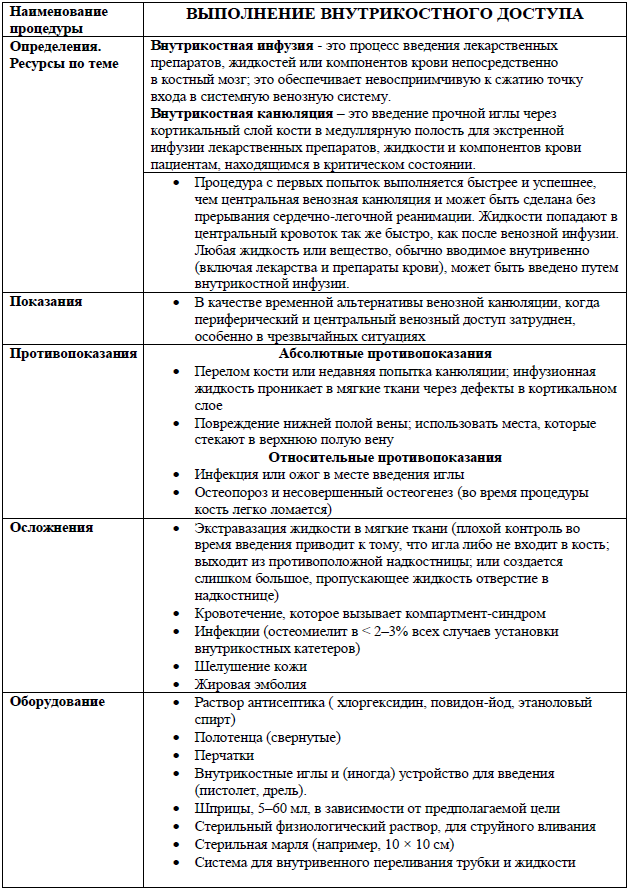 Наименование процедуры
ВЫПОЛНЕНИЕ ВНУТРИКОСТНОГО ДОСТУПА
Определения.
Ресурсы по теме
Внутрикостная инфузия - это процесс введения лекарственных
препаратов, жидкостей или компонентов крови непосредственно
в костный мозг; это обеспечивает невосприимчивую к сжатию точку
входа в системную венозную систему.
Внутрикостная канюляция – это введение прочной иглы через
кортикальный слой кости в медуллярную полость для экстренной
инфузии лекарственных препаратов, жидкости и компонентов крови
пациентам, находящимся в критическом состоянии.
• Процедура с первых попыток выполняется быстрее и успешнее,
чем центральная венозная канюляция и может быть сделана без
прерывания сердечно-легочной реанимации. Жидкости попадают в
центральный кровоток так же быстро, как после венозной инфузии.
Любая жидкость или вещество, обычно вводимое внутривенно
(включая лекарства и препараты крови), может быть введено путем
внутрикостной инфузии.
Показания
• В качестве временной альтернативы венозной канюляции, когда
периферический и центральный венозный доступ затруднен,
особенно в чрезвычайных ситуациях
Противопоказания
Абсолютные противопоказания
• Перелом кости или недавняя попытка канюляции; инфузионная
жидкость проникает в мягкие ткани через дефекты в кортикальном
слое
• Повреждение нижней полой вены; использовать места, которые
стекают в верхнюю полую вену
Относительные противопоказания
• Инфекция или ожог в месте введения иглы
• Остеопороз и несовершенный остеогенез (во время процедуры
кость легко ломается)
Осложнения
• Экстравазация жидкости в мягкие ткани (плохой контроль во
время введения приводит к тому, что игла либо не входит в кость;
выходит из противоположной надкостницы; или создается
слишком большое, пропускающее жидкость отверстие в
надкостнице)
• Кровотечение, которое вызывает компартмент-синдром
• Инфекции (остеомиелит в < 2–3% всех случаев установки
внутрикостных катетеров)
• Шелушение кожи
• Жировая эмболия
Оборудование
• Раствор антисептика ( хлоргексидин, повидон-йод, этаноловый
спирт)
• Полотенца (свернутые)
• Перчатки
• Внутрикостные иглы и (иногда) устройство для введения
(пистолет, дрель).
• Шприцы, 5–60 мл, в зависимости от предполагаемой цели
• Стерильный физиологический раствор, для струйного вливания
• Стерильная марля (например, 10 × 10 см)
• Система для внутривенного переливания трубки и жидкости